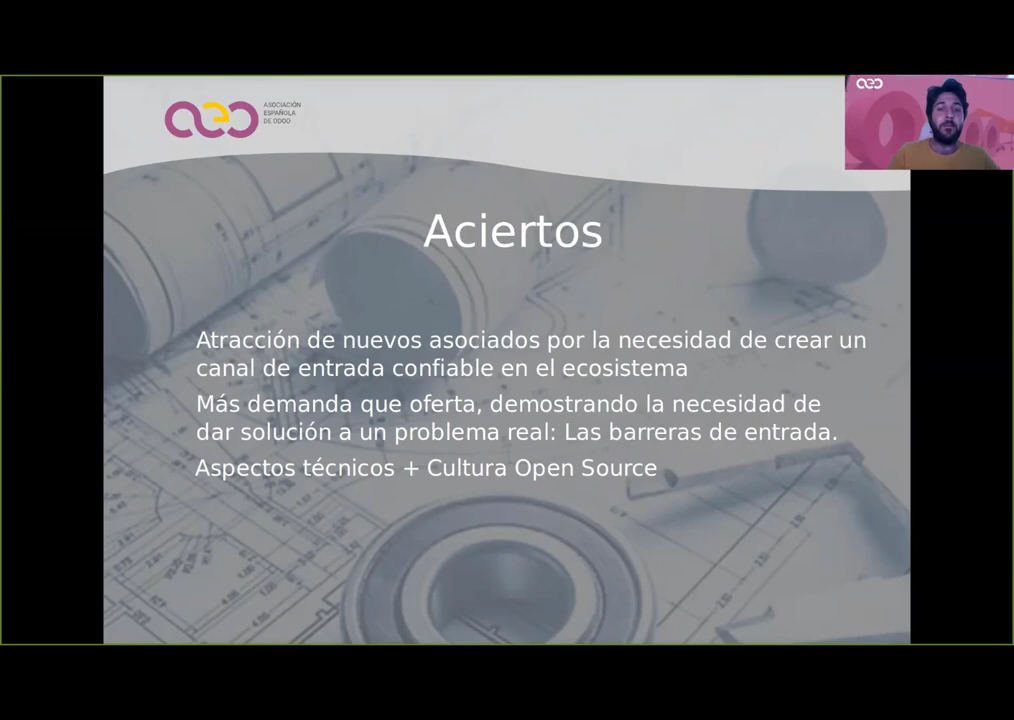 aeo
ASOCIACIÓN
ESPAÑOLA
DE ODOO
aeo
Aciertos
Atracción de nuevos asociados por la necesidad de crear un
canal de entrada confiable en el ecosistema
Más demanda que oferta, demostrando la necesidad de
dar solución a un problema real: Las barreras de entrada.
Aspectos técnicos + Cultura Open Source